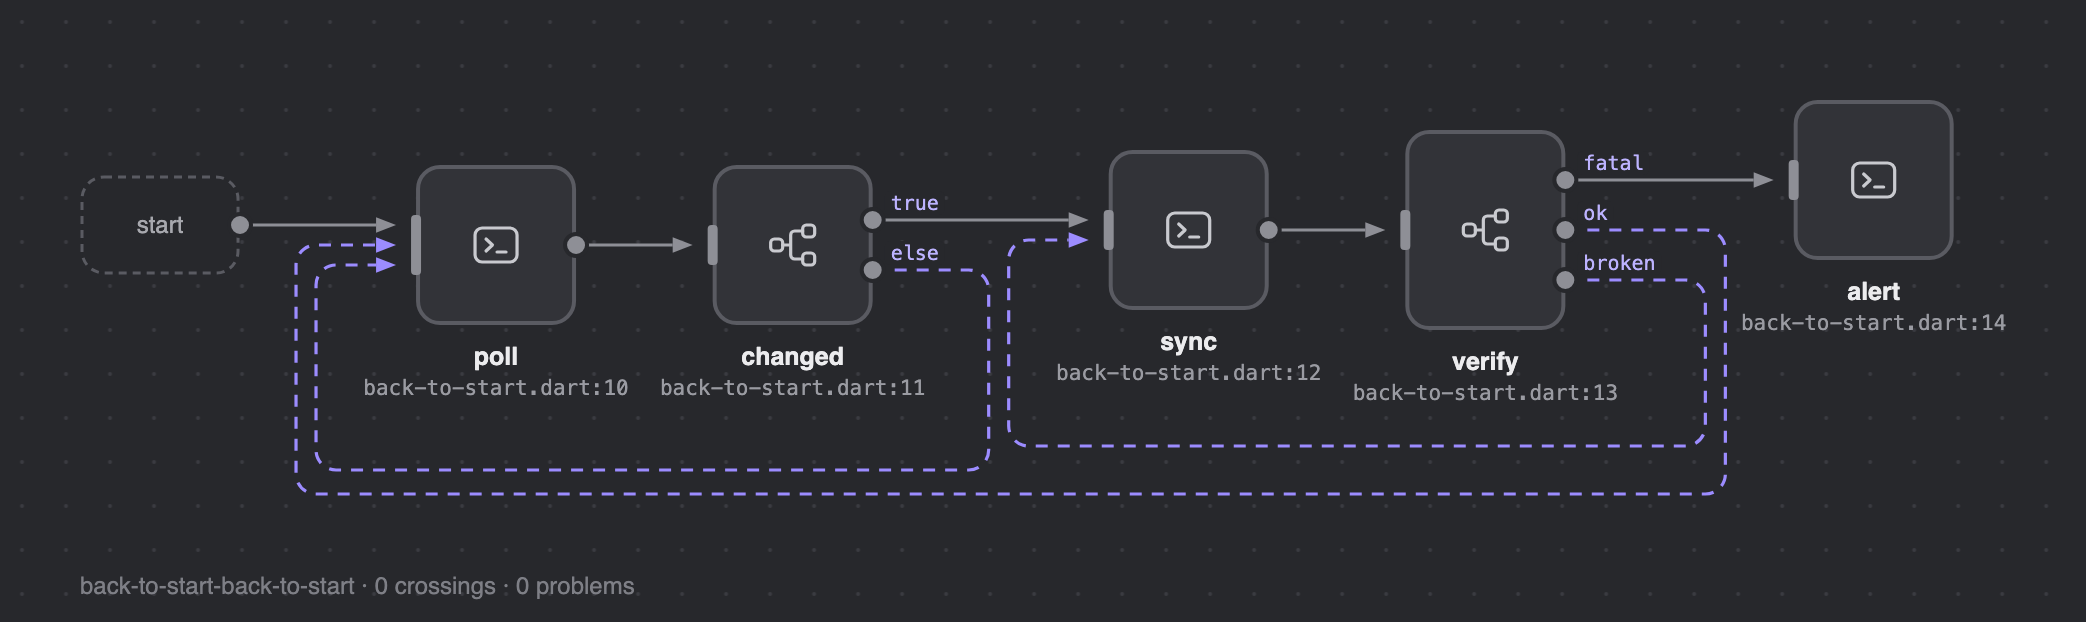 start
poll
back-to-start.dart:10
changed
back-to-start.dart:11
true
else
sync
back-to-start.dart:12
verify
back-to-start.dart:13
fatal
ok
broken
alert
back-to-start.dart:14
back-to-start-back-to-start · 0 crossings · 0 problems